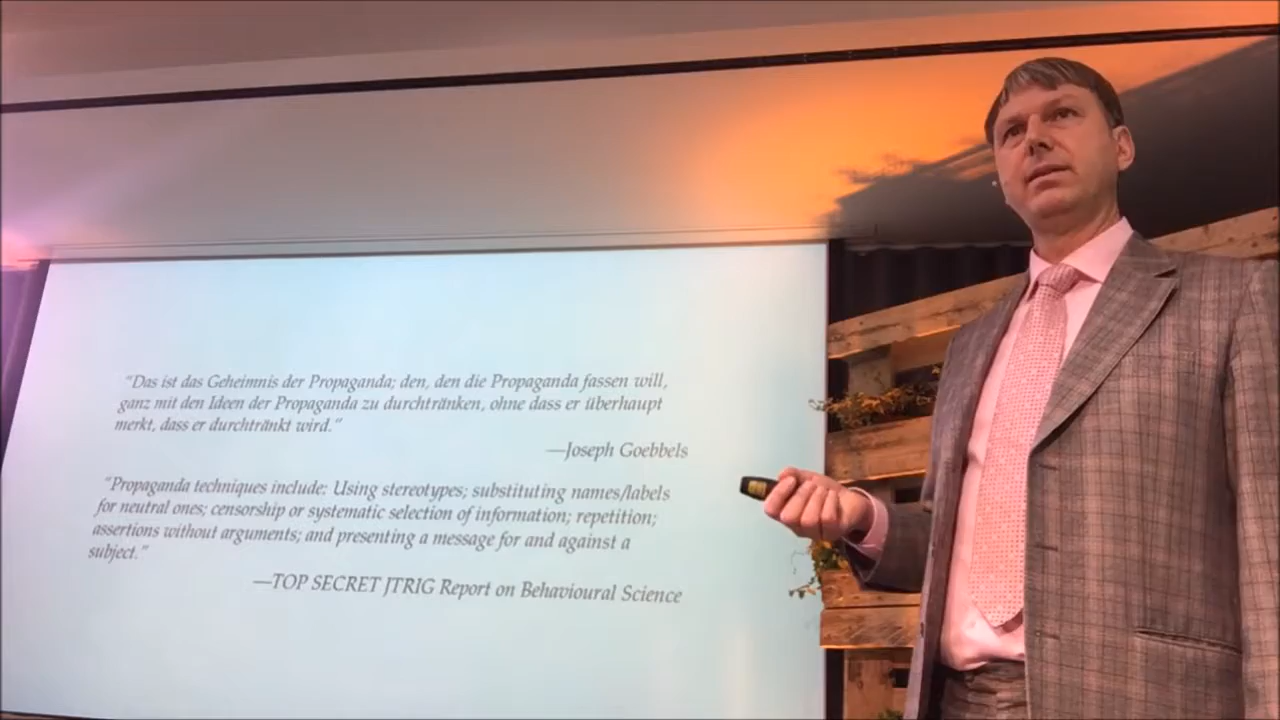 “Das ist das Geheimnis der Propaganda; den, den die Propaganda fassen will,
ganz mit den Ideen der Propaganda zu durchtränken, ohne dass er überhaupt
merkt, dass er durchtränkt wird.“
—Joseph Goebbels
“Propaganda techniques include: Using stereotypes; substituting names/labels
for neutral ones; censorship or systematic selection of information; repetition;
assertions without arguments; and presenting a message for and against a
subject.”
—TOP SECRET JTRIG Report on Behavioural Science